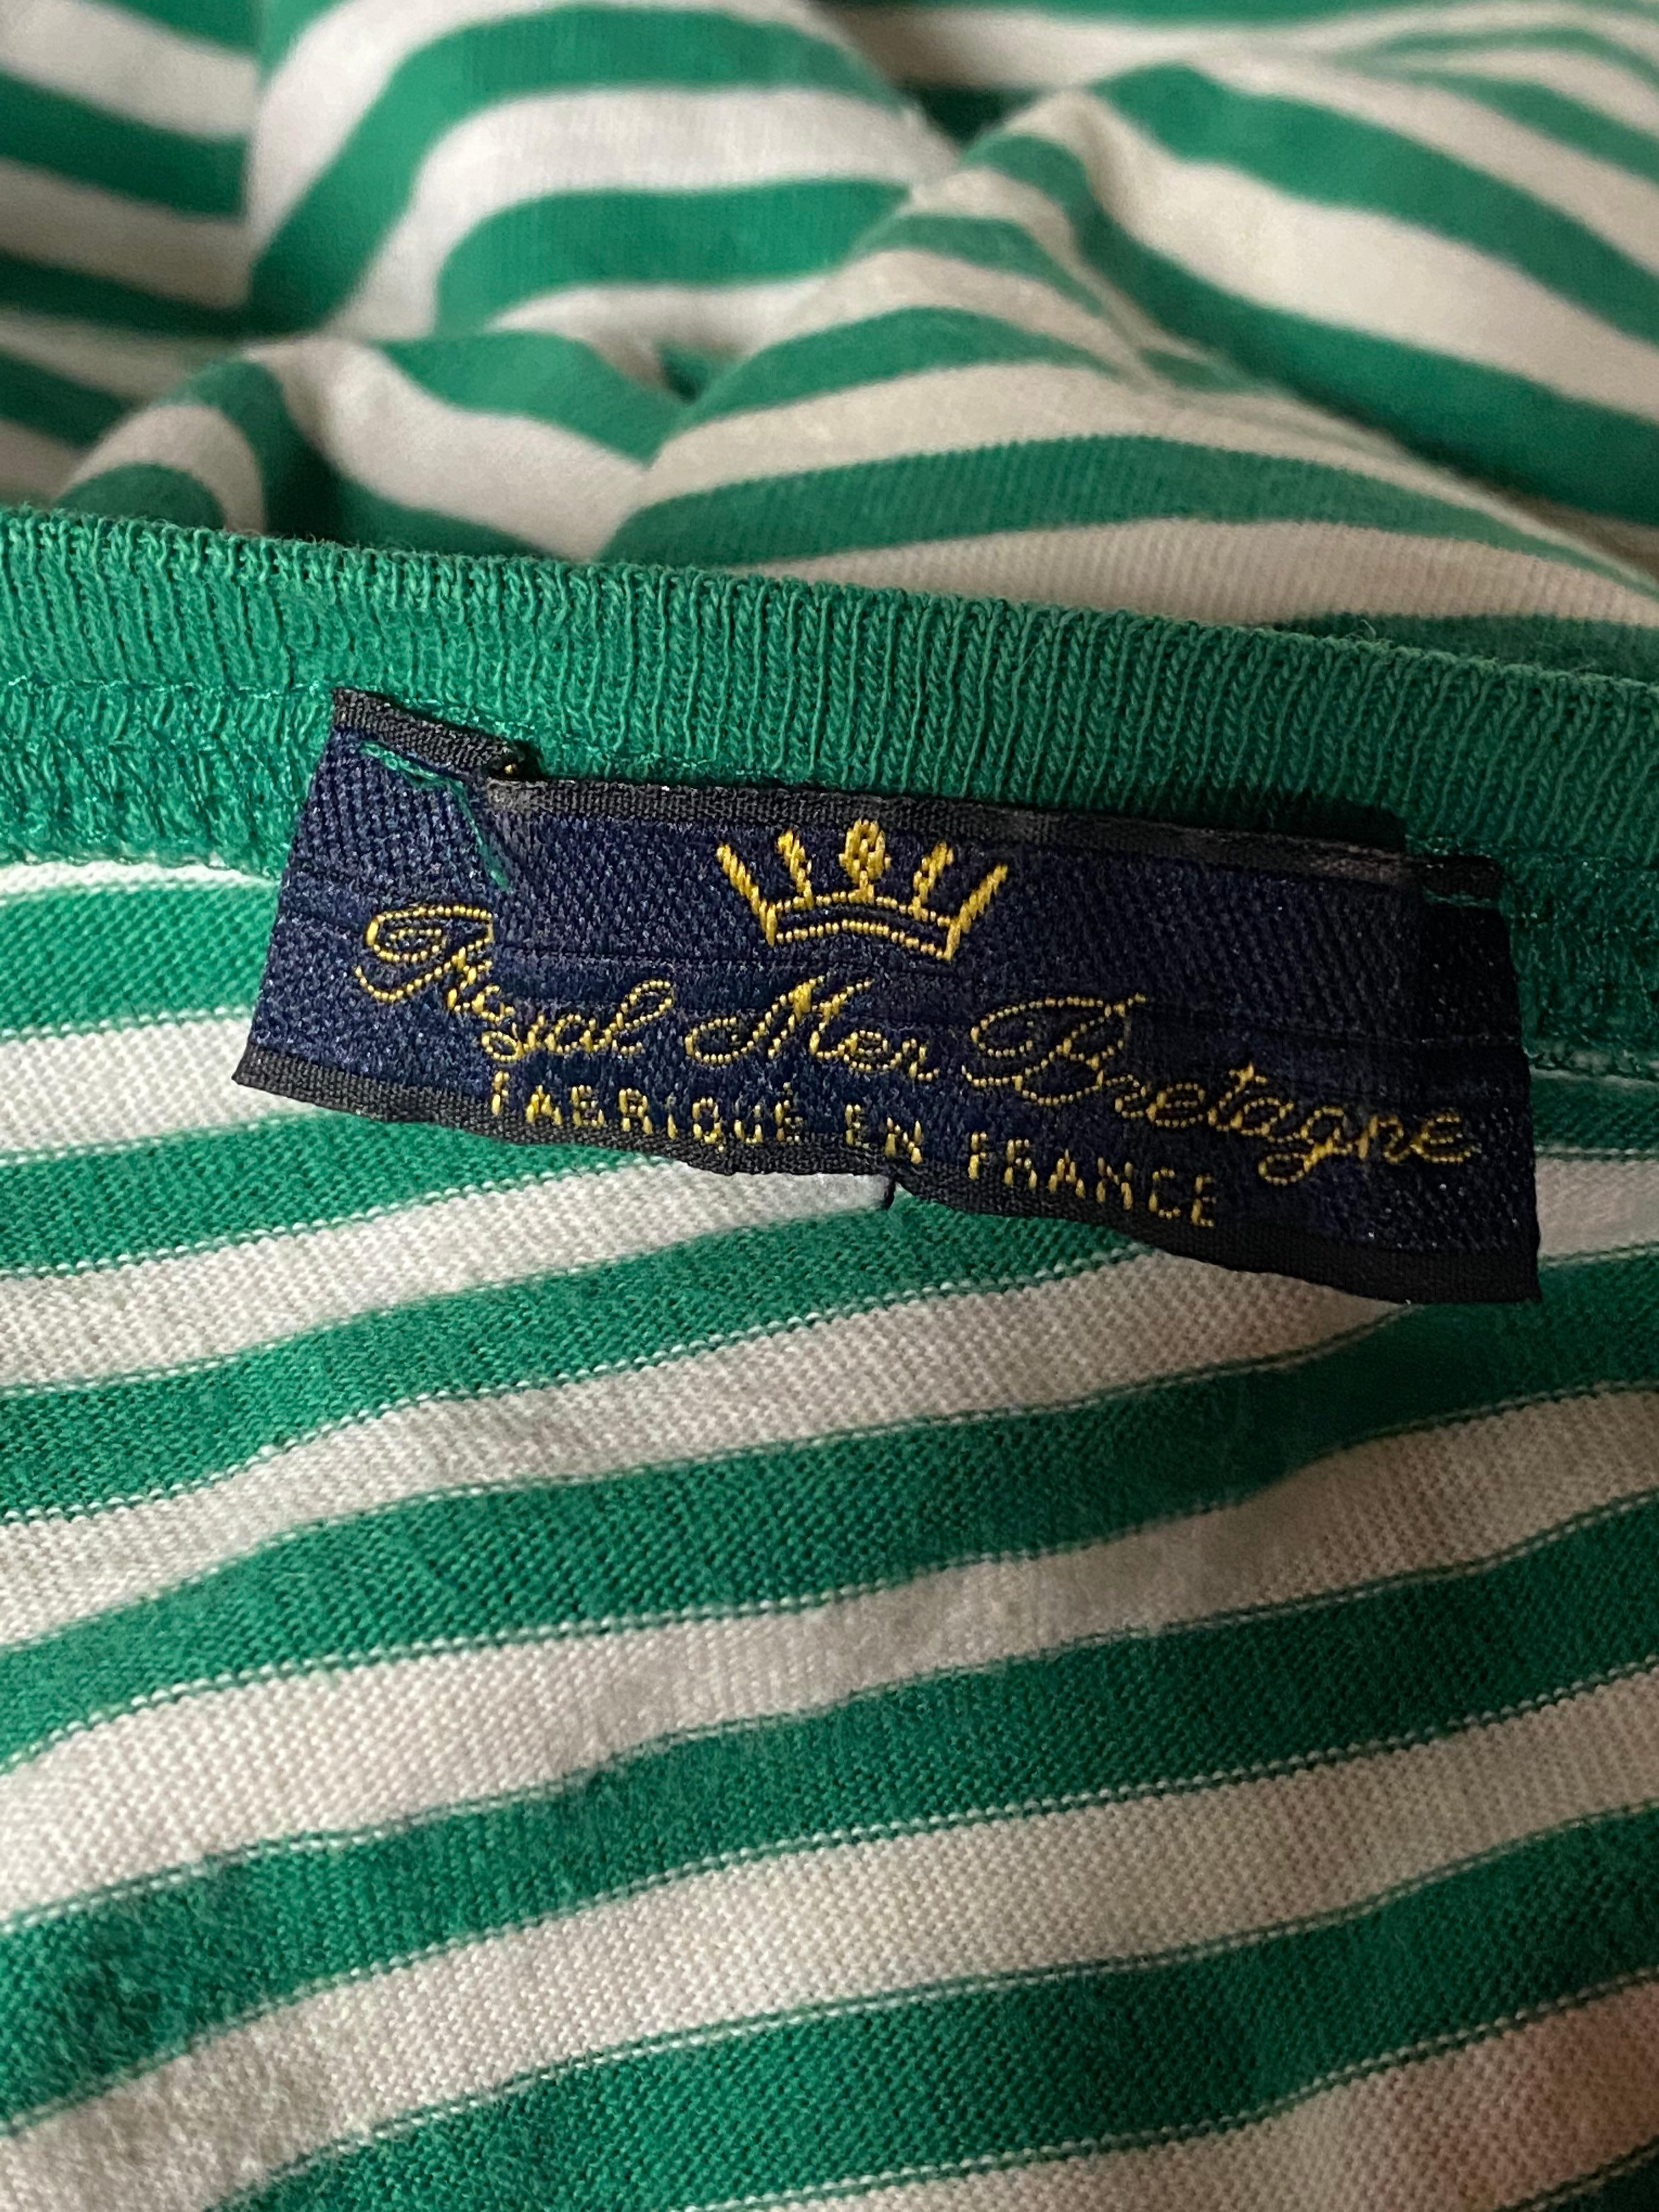 Royal Mer Bretagne
FABRIQUÉ EN FRANCE